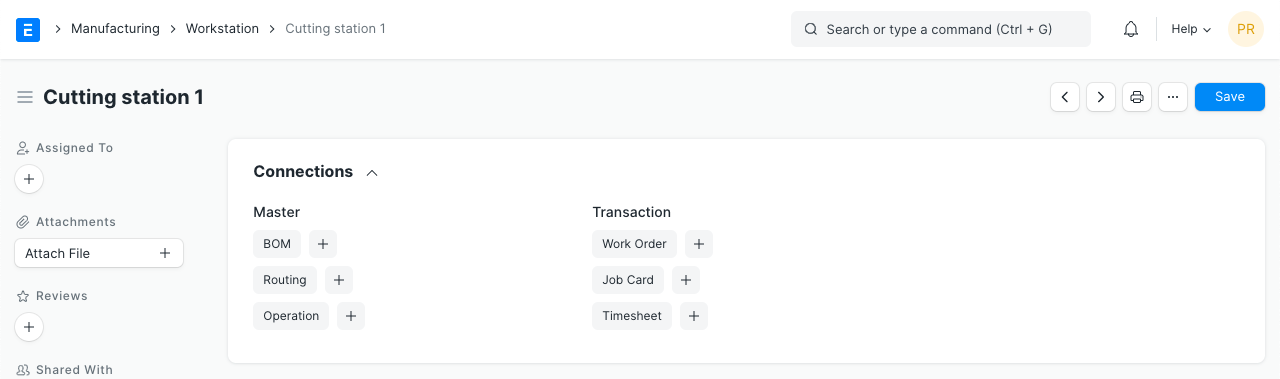 E Manufacturing Workstation Cutting station 1 Search or type a command (Ctrl + G) Help PR
Cutting station 1 Save
Assigned To
Attachments
Attach File
Reviews
Shared With
Connections
Master
BOM
Routing
Operation
Transaction
Work Order
Job Card
Timesheet